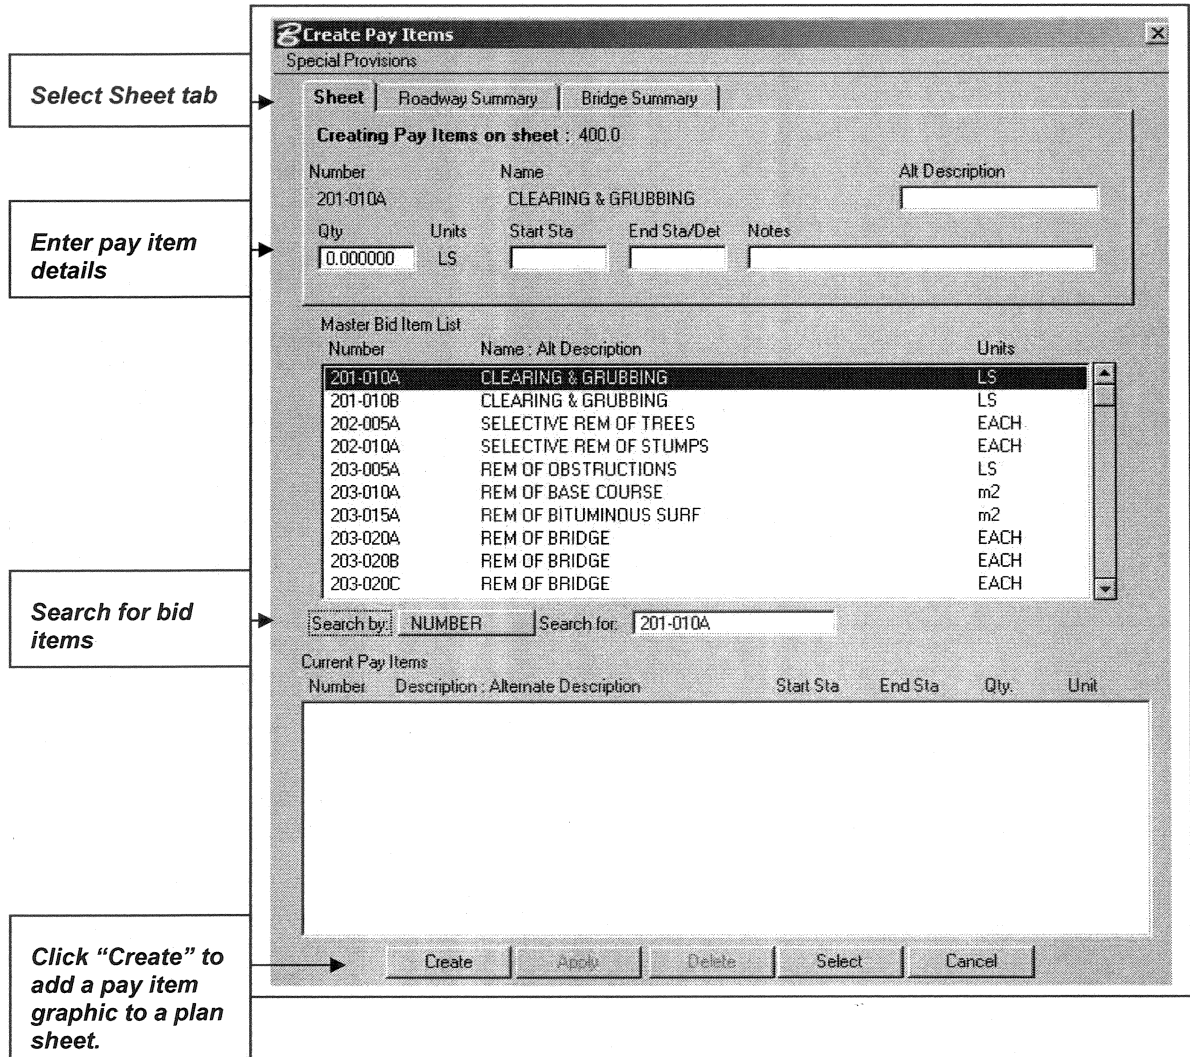 Create Pay Items
Special Provisions
Select Sheet tab
Sheet Roadway Summary Bridge Summary
Creating Pay Items on sheet : 400.0
Number Name Alt Description
201-010A CLEARING & GRUBBING
Enter pay item
details
Qty Units Start Sta End Sta/Det Notes
0.000000 LS
Master Bid Item List
Number Name : Alt Description Units
201-010A CLEARING & GRUBBING LS
201-010B CLEARING & GRUBBING LS
202-005A SELECTIVE REM OF TREES EACH
202-010A SELECTIVE REM OF STUMPS EACH
203-005A REM OF OBSTRUCTIONS LS
203-010A REM OF BASE COURSE m2
203-015A REM OF BITUMINOUS SURF m2
203-020A REM OF BRIDGE EACH
203-020B REM OF BRIDGE EACH
203-020C REM OF BRIDGE EACH
Search for bid
items
Search by: NUMBER Search for: 201-010A
Current Pay Items
Number Description : Alternate Description Start Sta End Sta Qty. Unit
Click “Create” to
add a pay item
graphic to a plan
sheet.
Create Apply Delete Select Cancel